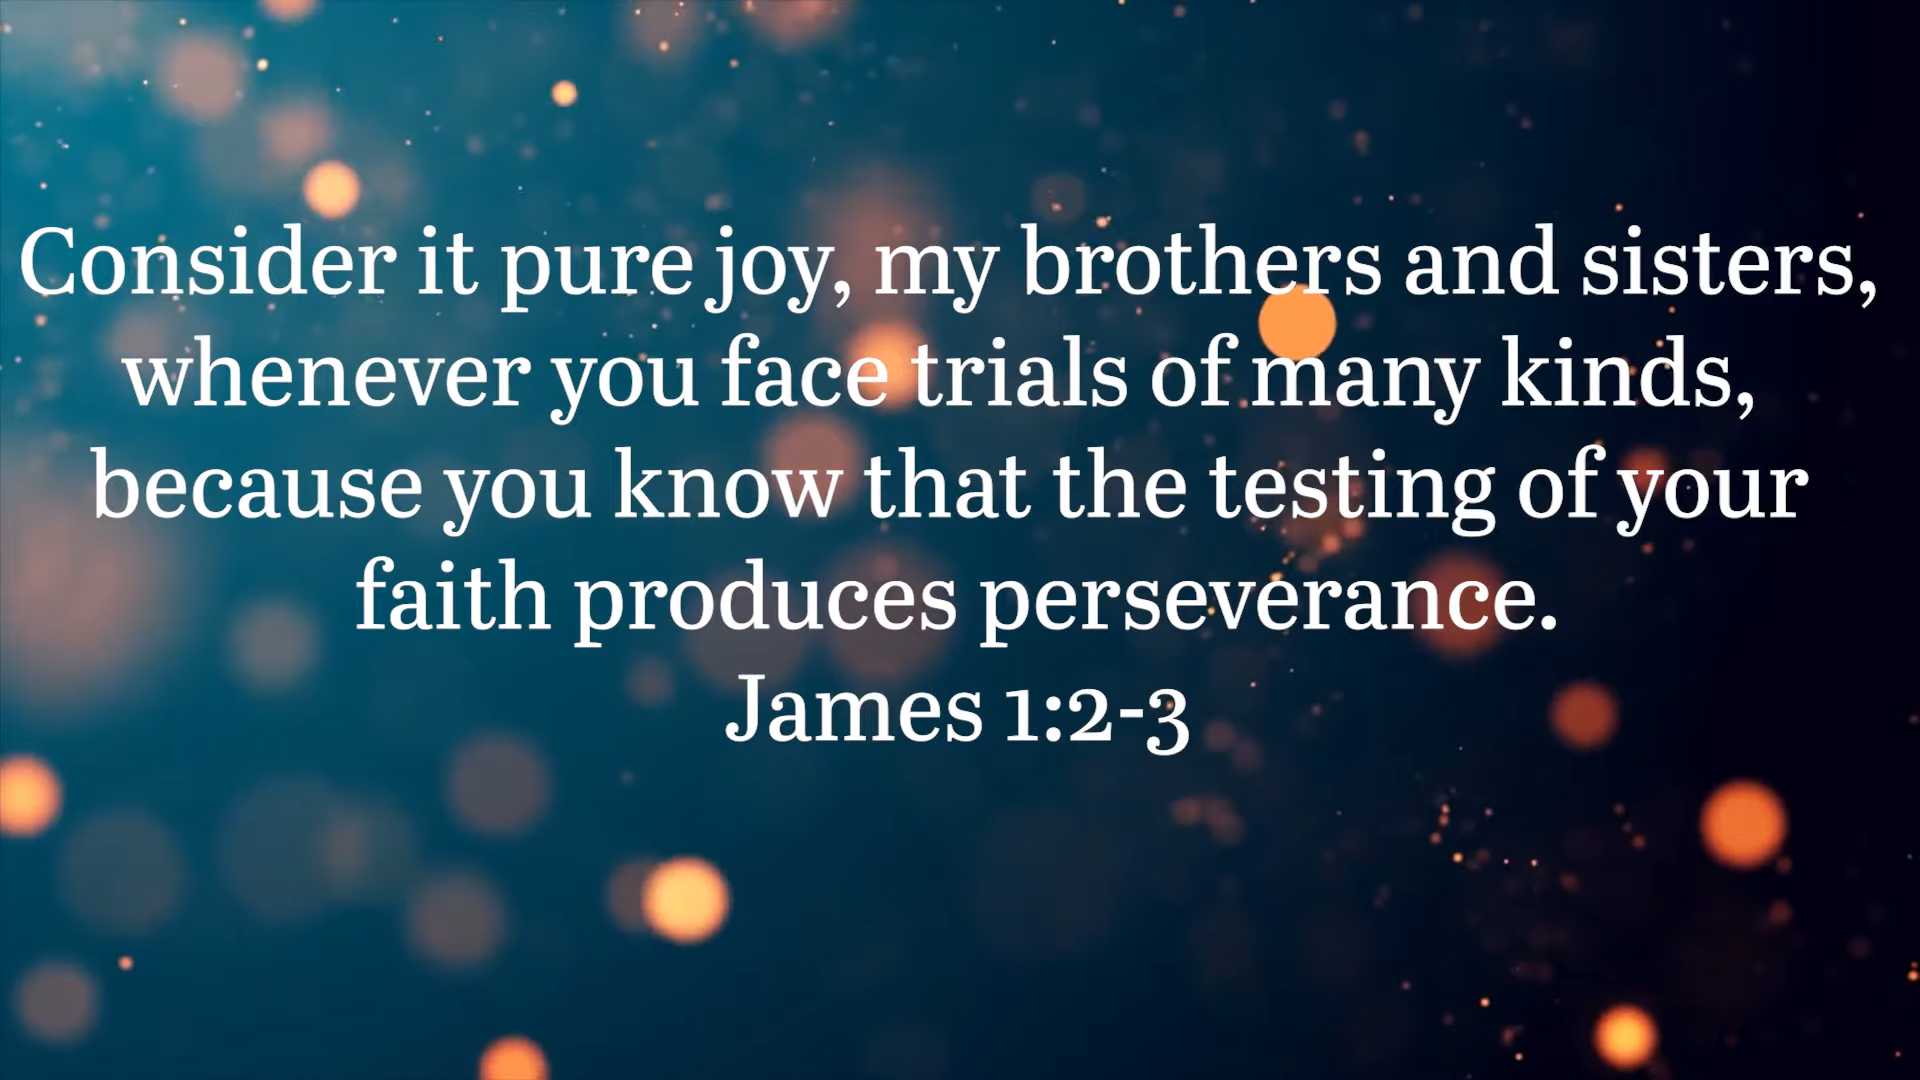 Consider it pure joy, my brothers and sisters,
whenever you face trials of many kinds,
because you know that the testing of your
faith produces perseverance.
James 1:2-3